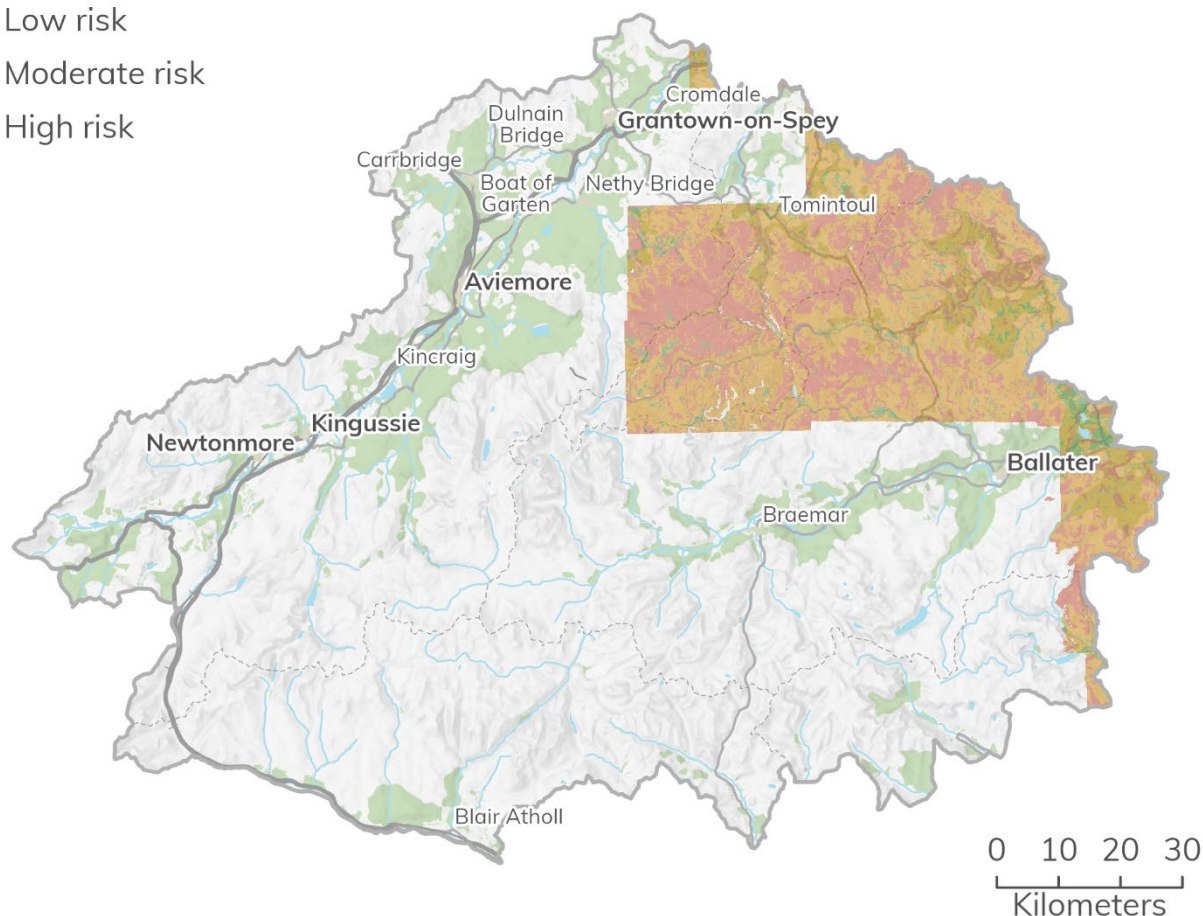 Low risk
Moderate risk
High risk
Cromdale
Dulnain
Bridge
Grantown-on-Spey
Carrbridge
Boat of
Garten
Nethy Bridge
Tomintoul
Aviemore
Kincraig
Kingussie
Newtonmore
Ballater
Braemar
Blair Atholl
0 10 20 30
Kilometers